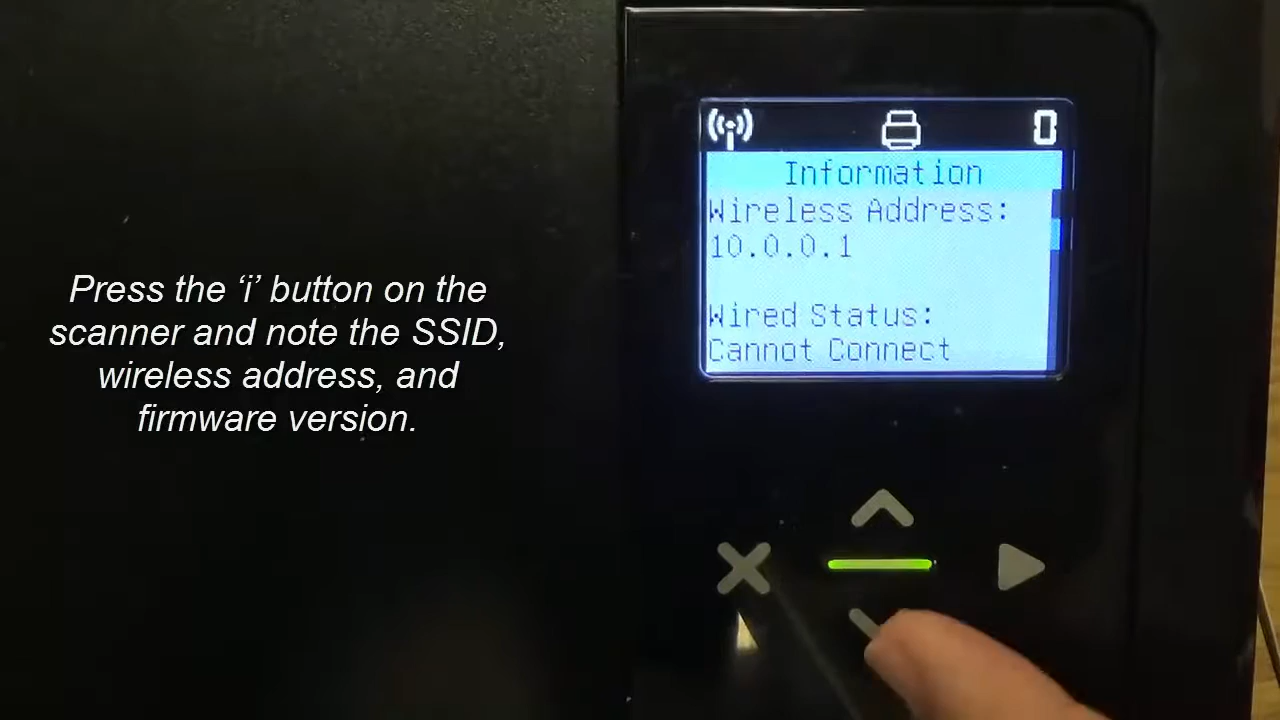 Press the ‘i’ button on the
scanner and note the SSID,
wireless address, and
firmware version.
0
Information
Wireless Address:
10.0.0.1
Wired Status:
Cannot Connect